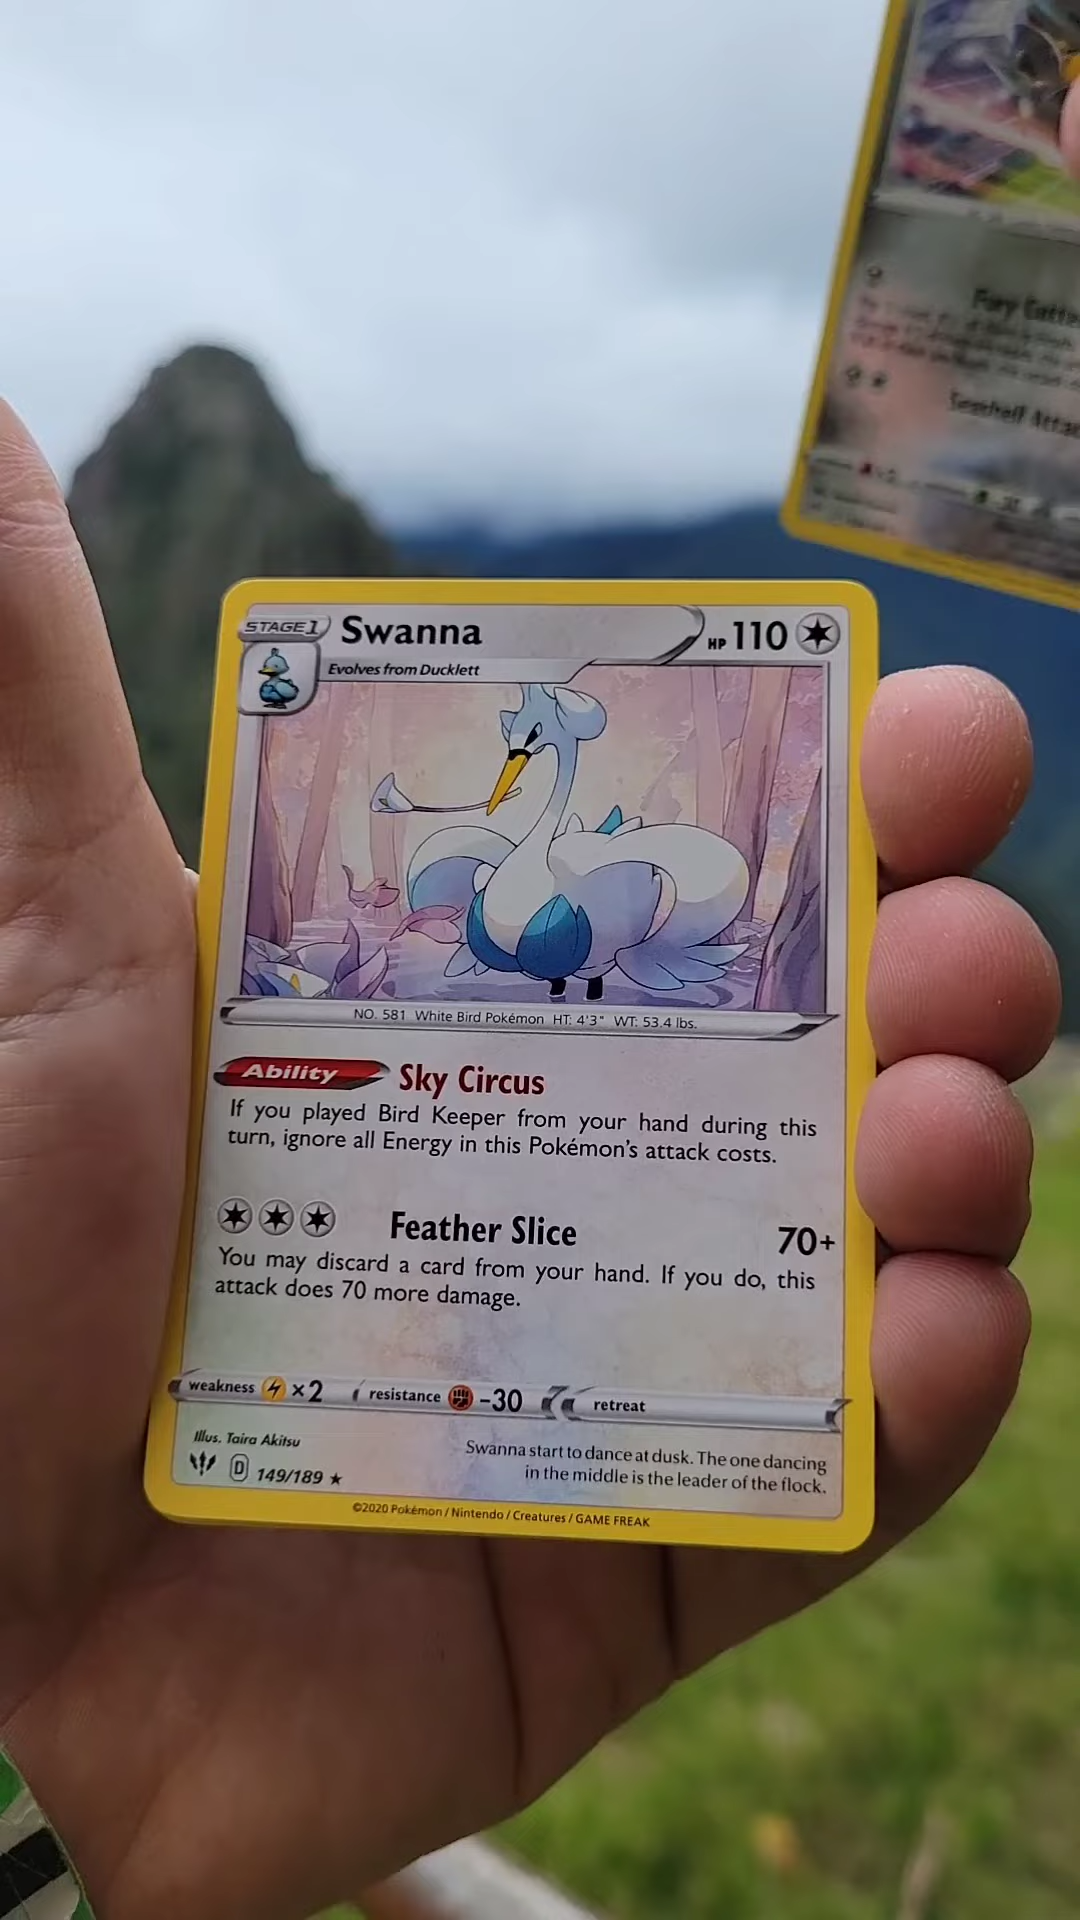 STAGE 1 Swanna HP 110
Evolves from Ducklett
NO. 581 White Bird Pokémon HT: 4'3" WT: 53.4 lbs.
Ability Sky Circus
If you played Bird Keeper from your hand during this
turn, ignore all Energy in this Pokémon's attack costs.
Feather Slice 70+
You may discard a card from your hand. If you do, this
attack does 70 more damage.
weakness ×2 resistance -30 retreat
Illus. Taira Akitsu
Swanna start to dance at dusk. The one dancing
in the middle is the leader of the flock.
D 149/189 ★
©2020 Pokémon / Nintendo / Creatures / GAME FREAK
Fury